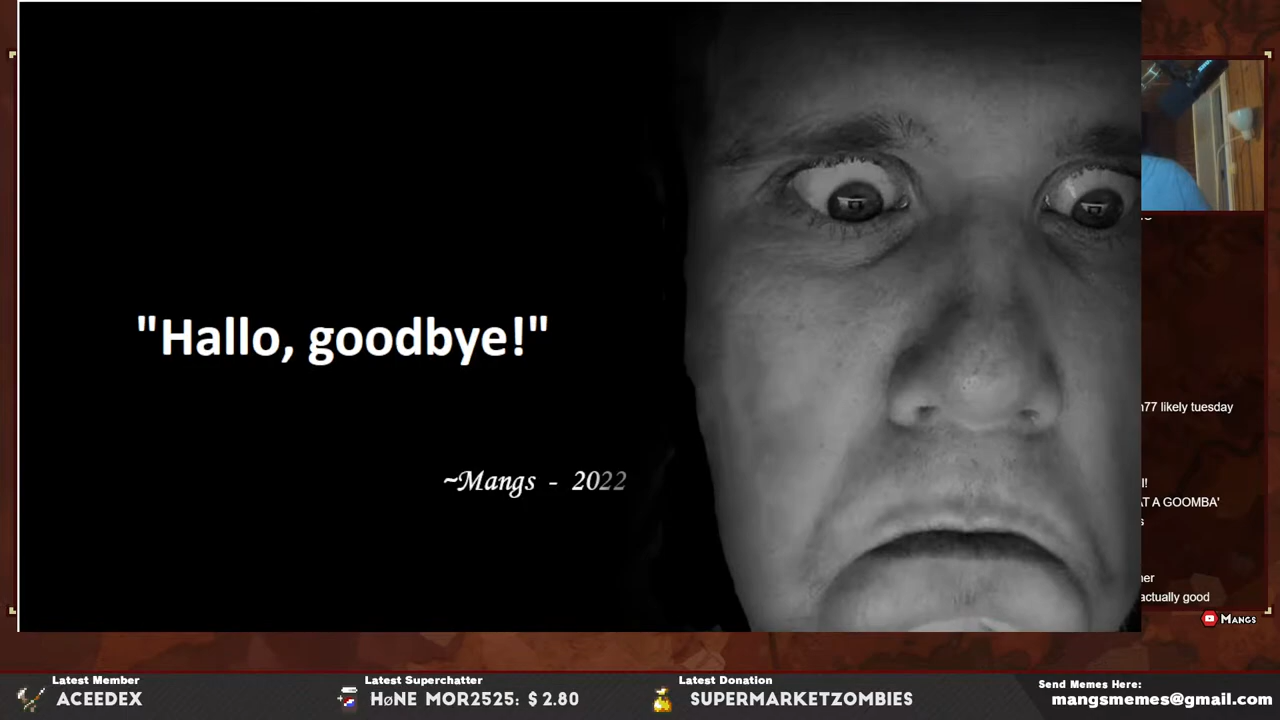 "Hallo, goodbye!"
~Mangs - 2022
77 likely tuesday
AT A GOOMBA'
actually good
Mangs
Latest Member
ACEEDEX
Latest Superchatter
HØNE MOR2525: $ 2.80
Latest Donation
SUPERMARKETZOMBIES
Send Memes Here:
mangsmemes@gmail.com